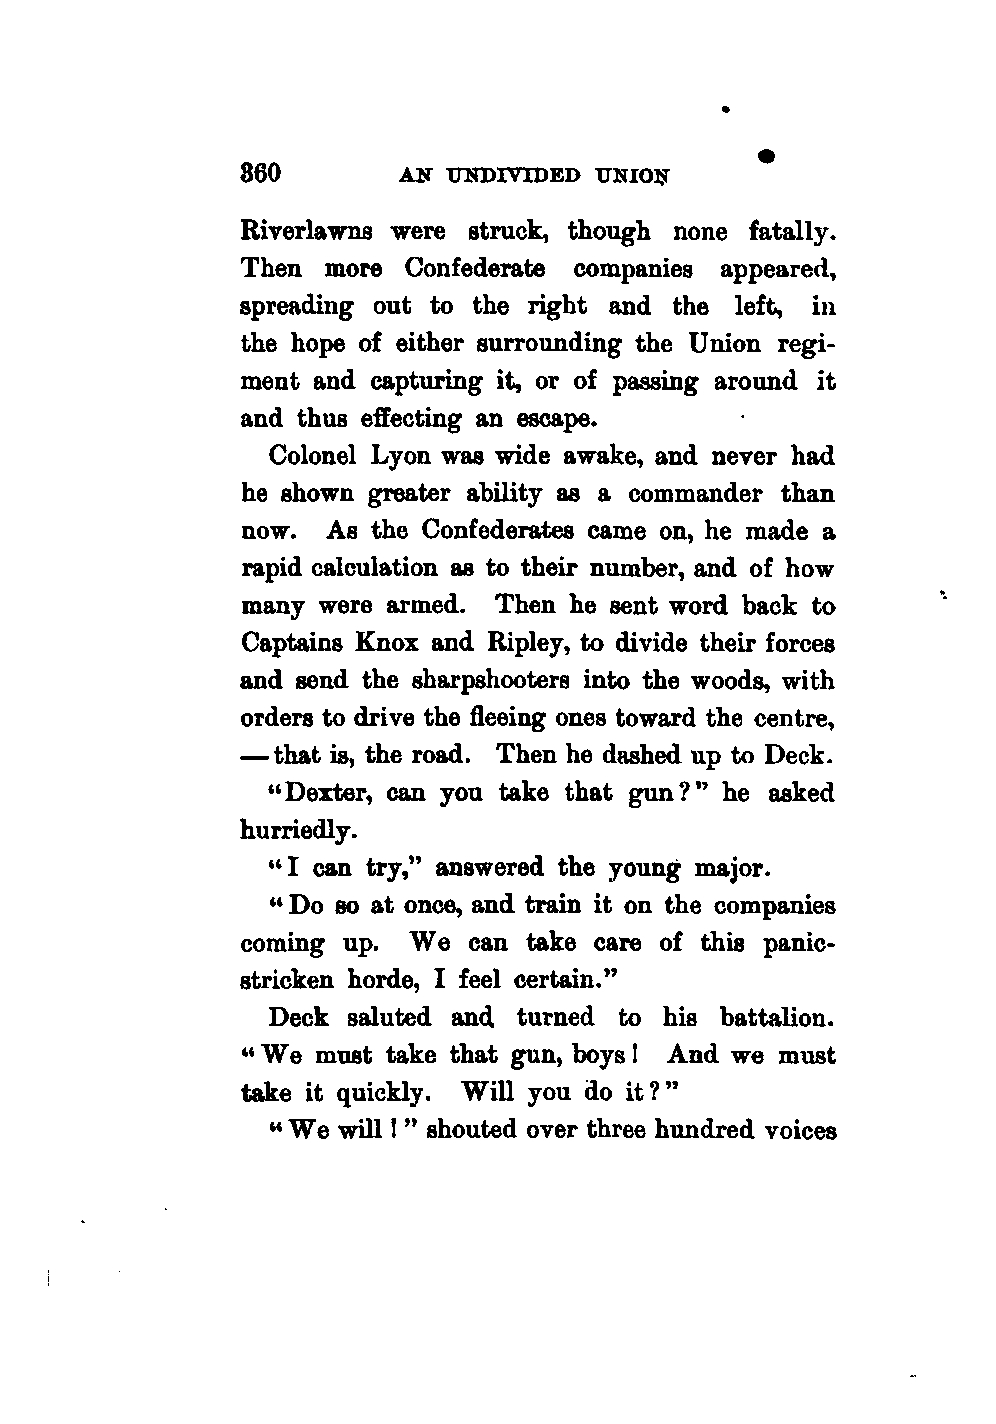 360 AN UNDIVIDED UNION
Riverlawns were struck, though none fatally.
Then more Confederate companies appeared,
spreading out to the right and the left, in
the hope of either surrounding the Union regi-
ment and capturing it, or of passing around it
and thus effecting an escape.
Colonel Lyon was wide awake, and never had
he shown greater ability as a commander than
now. As the Confederates came on, he made a
rapid calculation as to their number, and of how
many were armed. Then he sent word back to
Captains Knox and Ripley, to divide their forces
and send the sharpshooters into the woods, with
orders to drive the fleeing ones toward the centre,
—that is, the road. Then he dashed up to Deck.
"Dexter, can you take that gun?" he asked
hurriedly.
"I can try," answered the young major.
"Do so at once, and train it on the companies
coming up. We can take care of this panic-
stricken horde, I feel certain."
Deck saluted and turned to his battalion.
"We must take that gun, boys! And we must
take it quickly. Will you do it?"
"We will!" shouted over three hundred voices